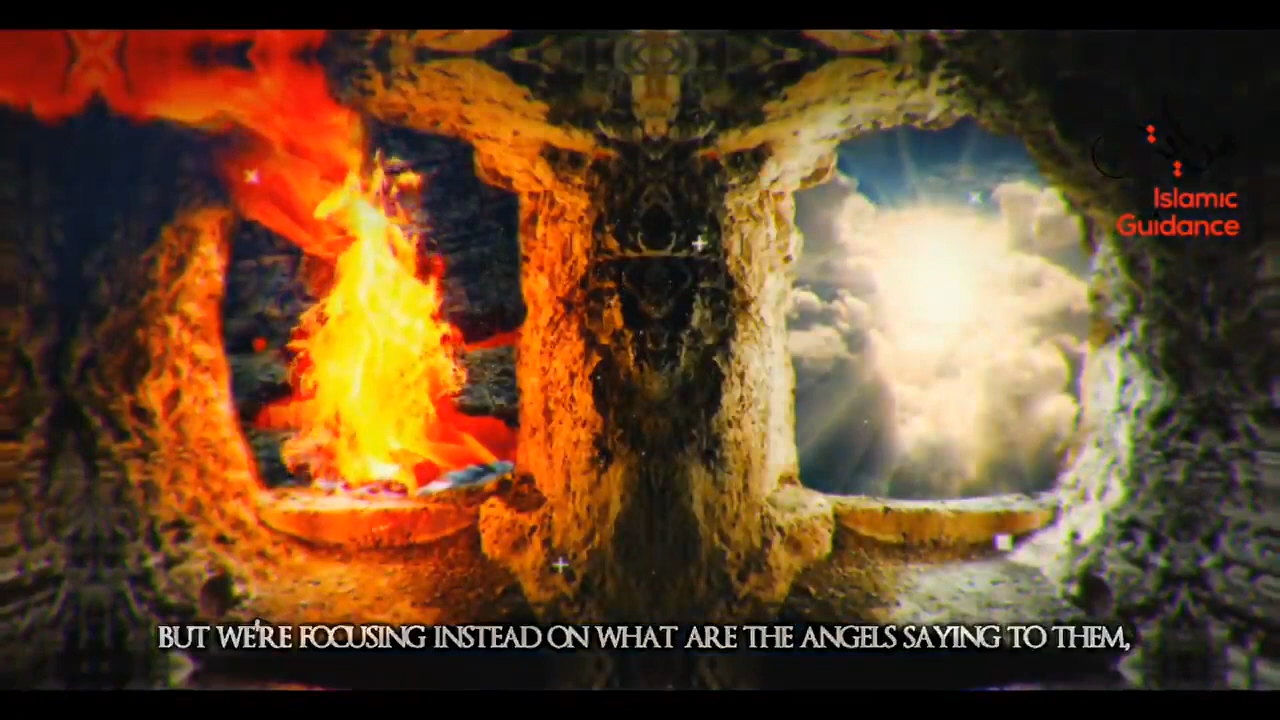 Islamic
Guidance
BUT WE'RE FOCUSING INSTEAD ON WHAT ARE THE ANGELS SAYING TO THEM,